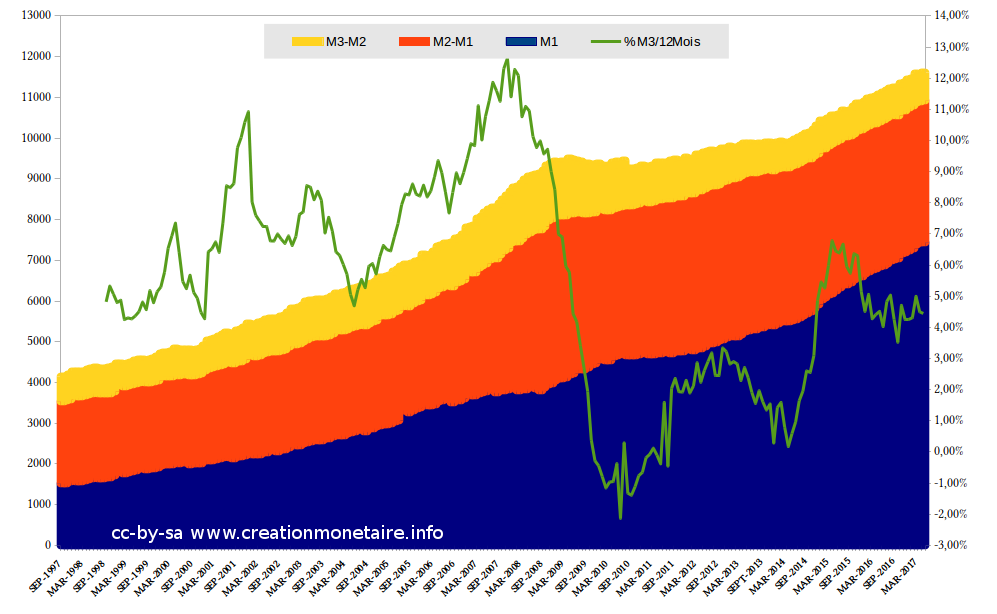 M3-M2 M2-M1 M1 %M3/12Mois
13000
12000
11000
10000
9000
8000
7000
6000
5000
4000
3000
2000
1000
0
14,00%
13,00%
12,00%
11,00%
10,00%
9,00%
8,00%
7,00%
6,00%
5,00%
4,00%
3,00%
2,00%
1,00%
0,00%
-1,00%
-2,00%
-3,00%
cc-by-sa www.creationmonetaire.info
SEP-1997
MAR-1998
SEP-1998
MAR-1999
SEP-1999
MAR-2000
SEP-2000
MAR-2001
SEP-2001
MAR-2002
SEP-2002
MAR-2003
SEP-2003
MAR-2004
SEP-2004
MAR-2005
SEP-2005
MAR-2006
SEP-2006
MAR-2007
SEP-2007
MAR-2008
SEP-2008
MAR-2009
SEP-2009
MAR-2010
SEP-2010
MAR-2011
SEP-2011
MAR-2012
SEP-2012
MAR-2013
SEPT-2013
MAR-2014
SEP-2014
MAR-2015
SEP-2015
MAR-2016
SEP-2016
MAR-2017